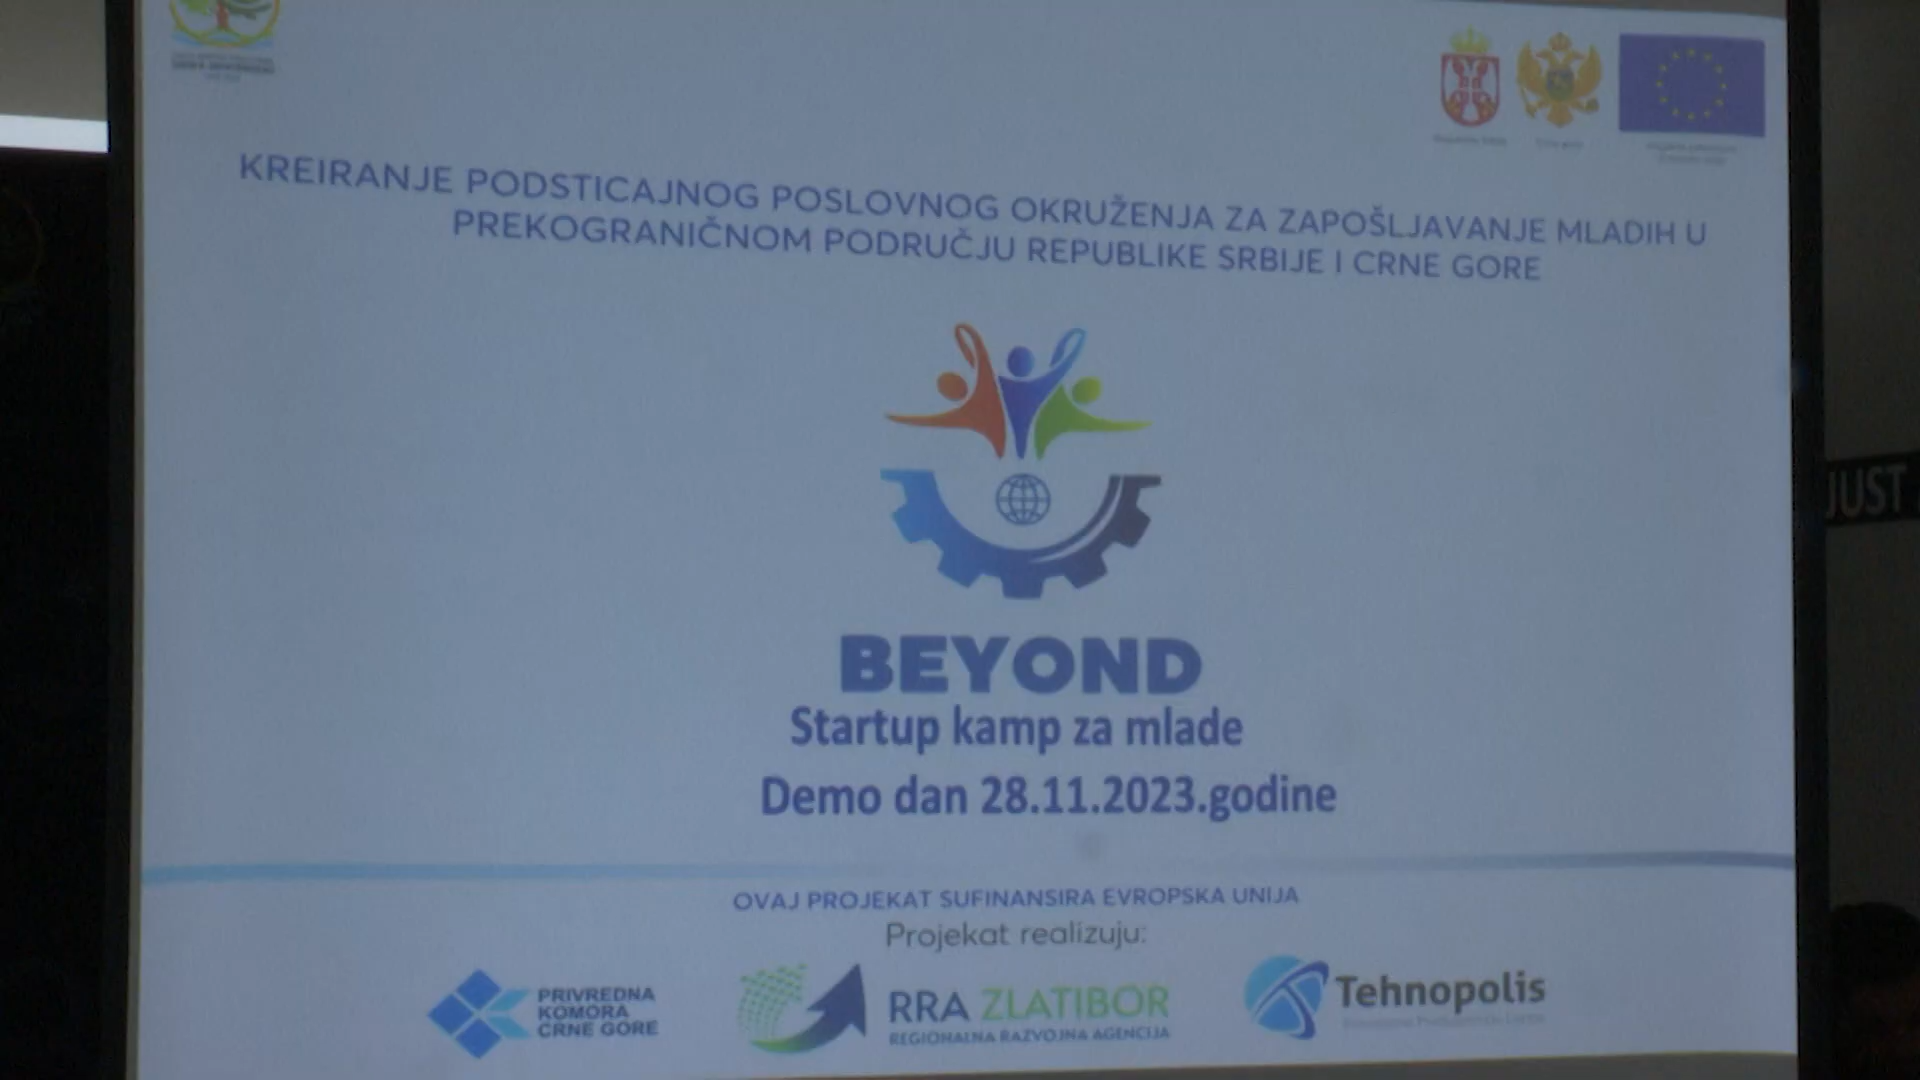 KREIRANJE PODSTICAJNOG POSLOVNOG OKRUŽENJA ZA ZAPOŠLJAVANJE MLADIH U
PREKOGRANIČNOM PODRUČJU REPUBLIKE SRBIJE I CRNE GORE
JUST
BEYOND
Startup kamp za mlade
Demo dan 28.11.2023.godine
OVAJ PROJEKAT SUFINANSIRA EVROPSKA UNIJA
Projekat realizuju:
PRIVREDNA
KOMORA
CRNE GORE
RRA ZLATIBOR
REGIONALNA RAZVOJNA AGENCIJA
Tehnopolis